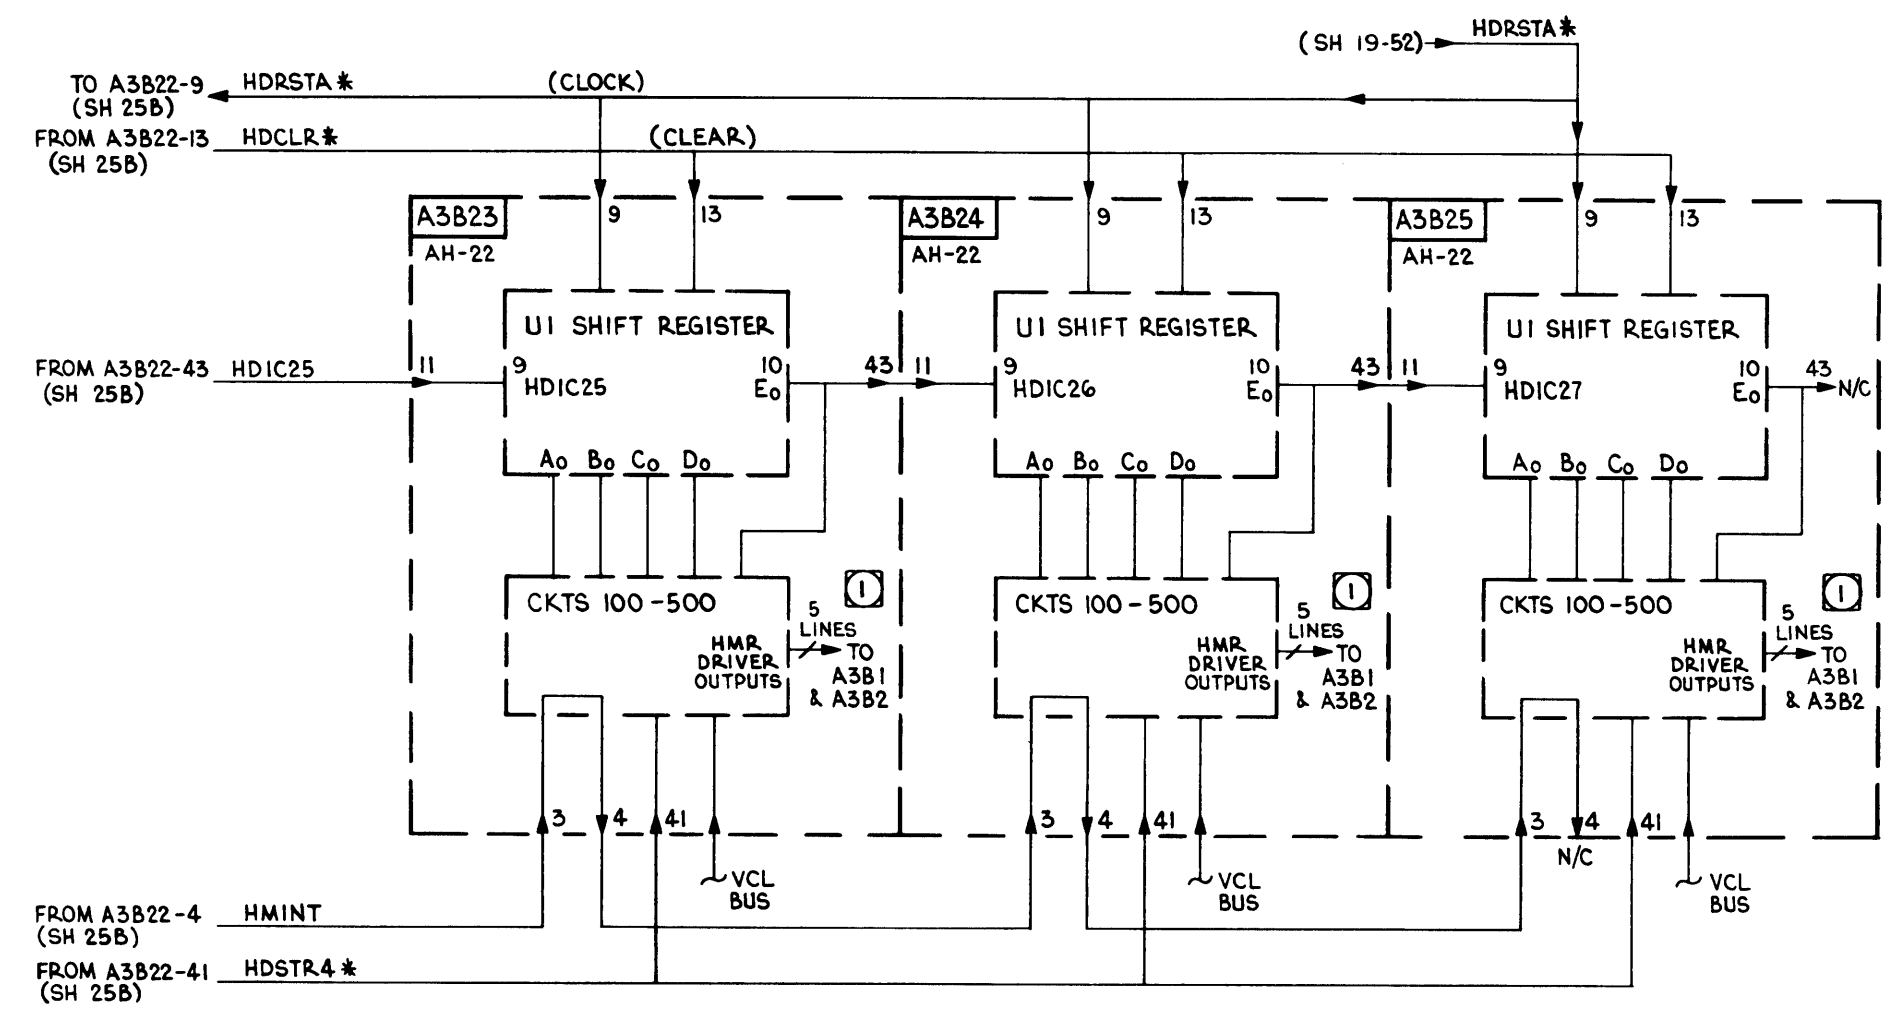 (SH 19-52) HDRSTA*
TO A3B22-9 HDRSTA* (CLOCK)
(SH 25B)
FROM A3B22-13 HDCLR* (CLEAR)
(SH 25B)
A3B23 9 13 A3B24 9 13 A3B25 9 13
AH-22 AH-22 AH-22
U1 SHIFT REGISTER U1 SHIFT REGISTER U1 SHIFT REGISTER
FROM A3B22-43 HDIC25 11 9 10 43 11 9 10 43 11 9 10 43
(SH 25B) HDIC25 Eo HDIC26 Eo HDIC27 Eo N/C
Ao Bo Co Do Ao Bo Co Do Ao Bo Co Do
1 1 1
CKTS 100-500 5 CKTS 100-500 5 CKTS 100-500 5
LINES LINES LINES
HMR TO HMR TO HMR TO
DRIVER A3B1 DRIVER A3B1 DRIVER A3B1
OUTPUTS & A3B2 OUTPUTS & A3B2 OUTPUTS & A3B2
3 4 41 3 4 41 3 4 41
N/C
VCL VCL VCL
BUS BUS BUS
FROM A3B22-4 HMINT
(SH 25B)
FROM A3B22-41 HDSTR4*
(SH 25B)